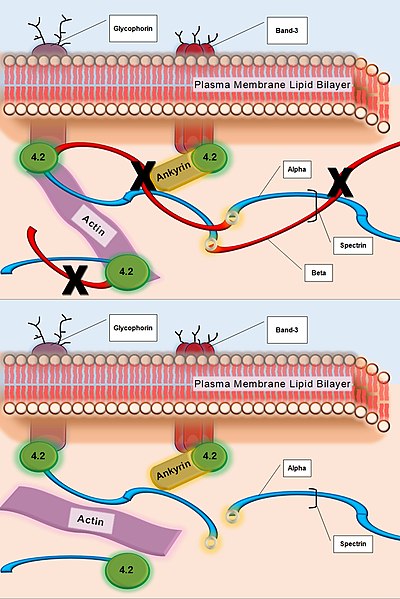 Glycophorin
Band-3
Plasma Membrane Lipid Bilayer
4.2
4.2
Ankyrin
Alpha
X
X
Actin
Spectrin
4.2
X
Beta
Glycophorin
Band-3
Plasma Membrane Lipid Bilayer
4.2
4.2
Ankyrin
Alpha
Actin
Spectrin
4.2